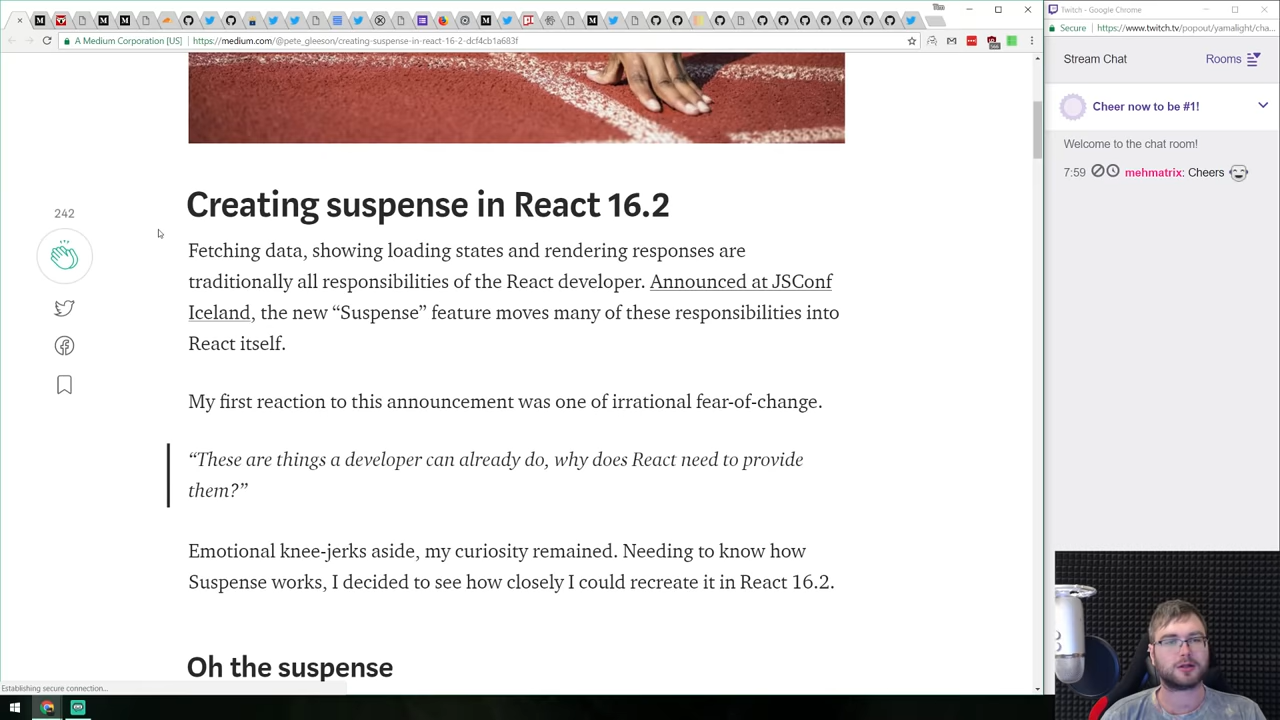 Tim
A Medium Corporation [US]
https://medium.com/@pete_gleeson/creating-suspense-in-react-16-2-dcf4cb1a683f
Creating suspense in React 16.2
242
Fetching data, showing loading states and rendering responses are
traditionally all responsibilities of the React developer. Announced at JSConf
Iceland, the new “Suspense” feature moves many of these responsibilities into
React itself.
My first reaction to this announcement was one of irrational fear-of-change.
“These are things a developer can already do, why does React need to provide
them?”
Emotional knee-jerks aside, my curiosity remained. Needing to know how
Suspense works, I decided to see how closely I could recreate it in React 16.2.
Oh the suspense
Establishing secure connection...
Twitch - Google Chrome
Secure
https://www.twitch.tv/popout/yamalight/cha...
Stream Chat
Rooms
Cheer now to be #1!
Welcome to the chat room!
7:59 mehmatrix: Cheers